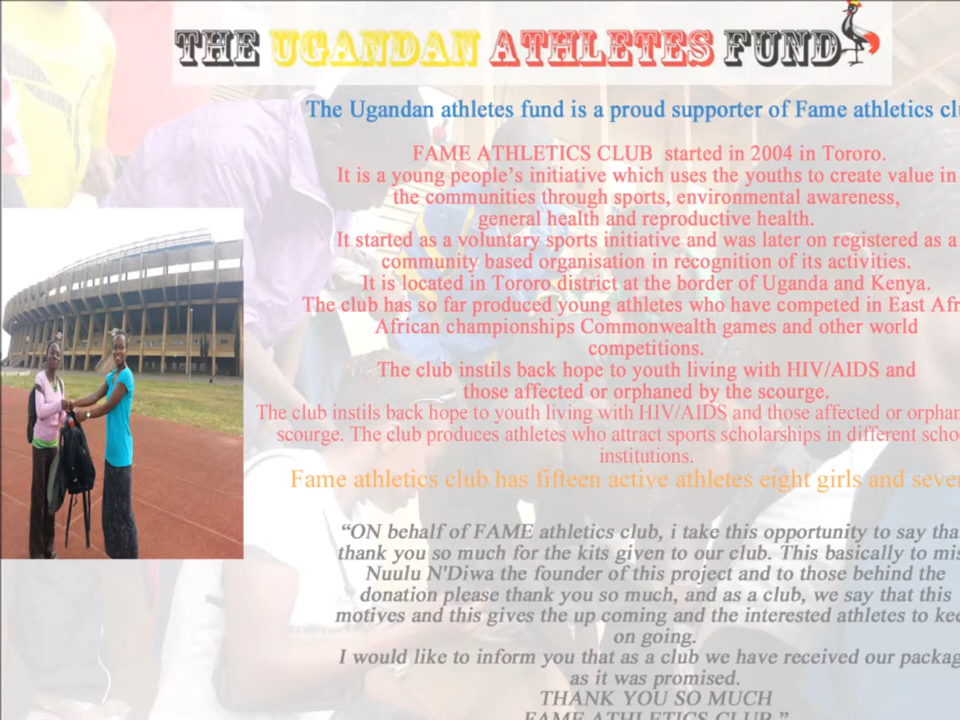 THE UGANDAN ATHLETES FUND
The Ugandan athletes fund is a proud supporter of Fame athletics
FAME ATHLETICS CLUB started in 2004 in Tororo.
It is a young people's initiative which uses the youths to create value in
the communities through sports, environmental awareness,
general health and reproductive health.
It started as a voluntary sports initiative and was later on registered as a
community based organisation in recognition of its activities.
It is located in Tororo district at the border of Uganda and Kenya.
The club has so far produced young athletes who have competed in East
African championships Commonwealth games and other world
competitions.
The club instils back hope to youth living with HIV/AIDS and
those affected or orphaned by the scourge.
The club instils back hope to youth living with HIV/AIDS and those affected or
scourge. The club produces athletes who attract sports scholarships in different
institutions.
Fame athletics club has fifteen active athletes eight girls and
“ON behalf of FAME athletics club, i take this opportunity to say
thank you so much for the kits given to our club. This basically to
Nuulu N'Diwa the founder of this project and to those behind the
donation please thank you so much, and as a club, we say that this
motives and this gives the up coming and the interested athletes to
on going.
I would like to inform you that as a club we have received our
as it was promised.
THANK YOU SO MUCH
FAME ATHLETICS CLUB.”